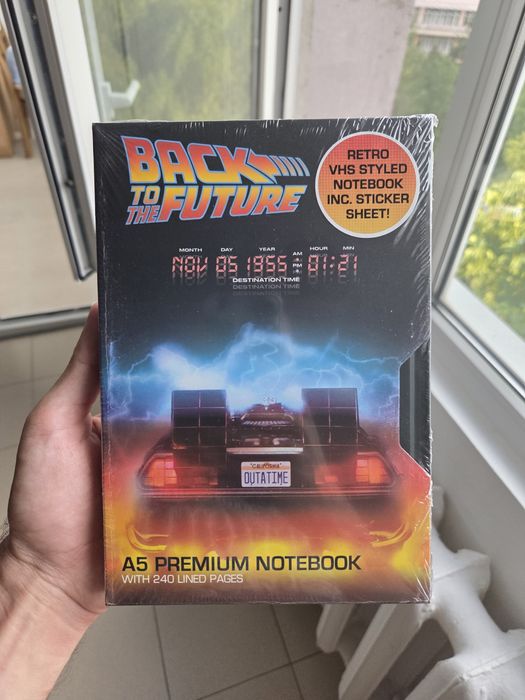 BACK
TO
THE FUTURE
RETRO
VHS STYLED
NOTEBOOK
INC. STICKER
SHEET!
MONTH DAY YEAR AM HOUR MIN
NOV 05 1955 PM 01:21
DESTINATION TIME
DESTINATION TIME
"CALIFORNIA"
OUTATIME
A5 PREMIUM NOTEBOOK
WITH 240 LINED PAGES